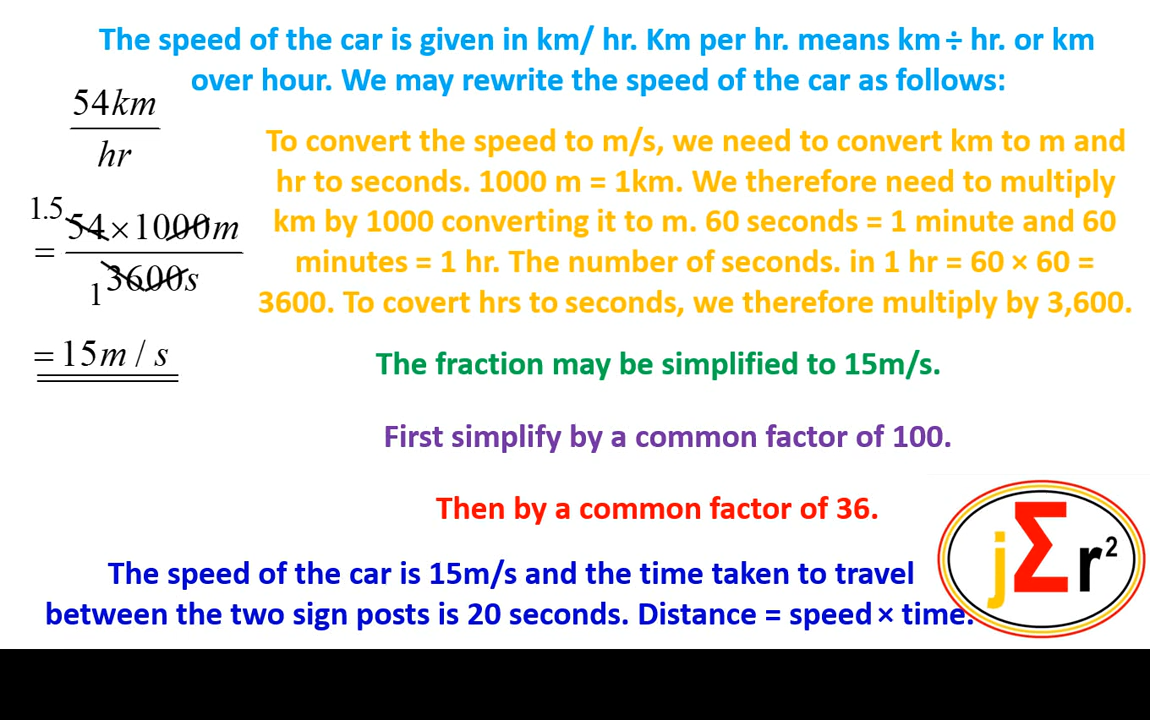 The speed of the car is given in km/ hr. Km per hr. means km ÷ hr. or km
over hour. We may rewrite the speed of the car as follows:
54km
hr
To convert the speed to m/s, we need to convert km to m and
hr to seconds. 1000 m = 1km. We therefore need to multiply
km by 1000 converting it to m. 60 seconds = 1 minute and 60
minutes = 1 hr. The number of seconds. in 1 hr = 60 × 60 =
3600. To covert hrs to seconds, we therefore multiply by 3,600.
1.5
= 54 × 1000m
3600s
1
= 15m / s
The fraction may be simplified to 15m/s.
First simplify by a common factor of 100.
Then by a common factor of 36.
The speed of the car is 15m/s and the time taken to travel
between the two sign posts is 20 seconds. Distance = speed × time.
jΣr²